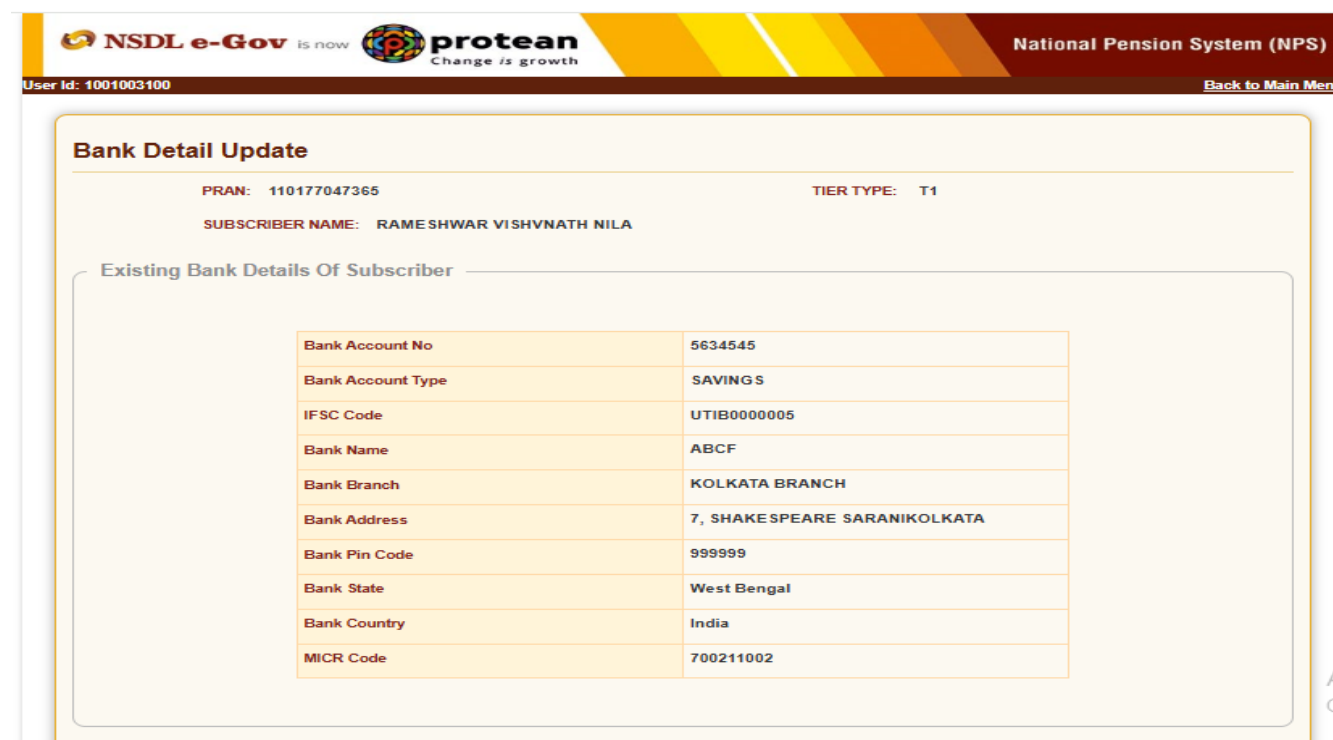 NSDL e-Gov is now protean
Change is growth
National Pension System (NPS)
User Id: 1001003100
Back to Main Men
Bank Detail Update
PRAN: 110177047365 TIER TYPE: T1
SUBSCRIBER NAME: RAMESHWAR VISHVNATH NILA
Existing Bank Details Of Subscriber
Bank Account No 5634545
Bank Account Type SAVINGS
IFSC Code UTIB0000005
Bank Name ABCF
Bank Branch KOLKATA BRANCH
Bank Address 7, SHAKESPEARE SARANIKOLKATA
Bank Pin Code 999999
Bank State West Bengal
Bank Country India
MICR Code 700211002